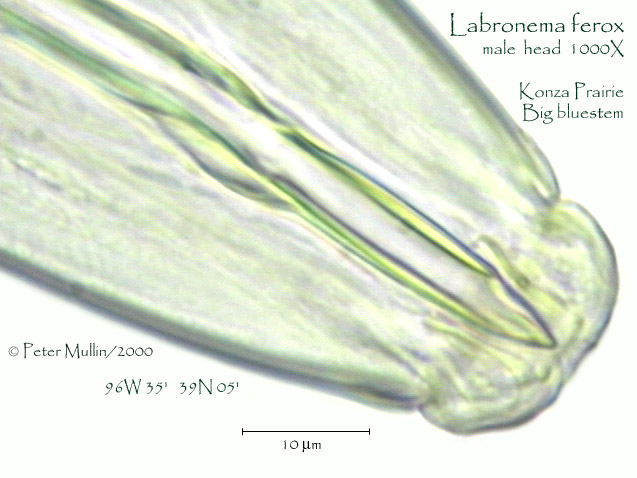 Labronema ferox
male head 1000X
Konza Prairie
Big bluestem
© Peter Mullin/2000
96W 35' 39N 05'
10 µm